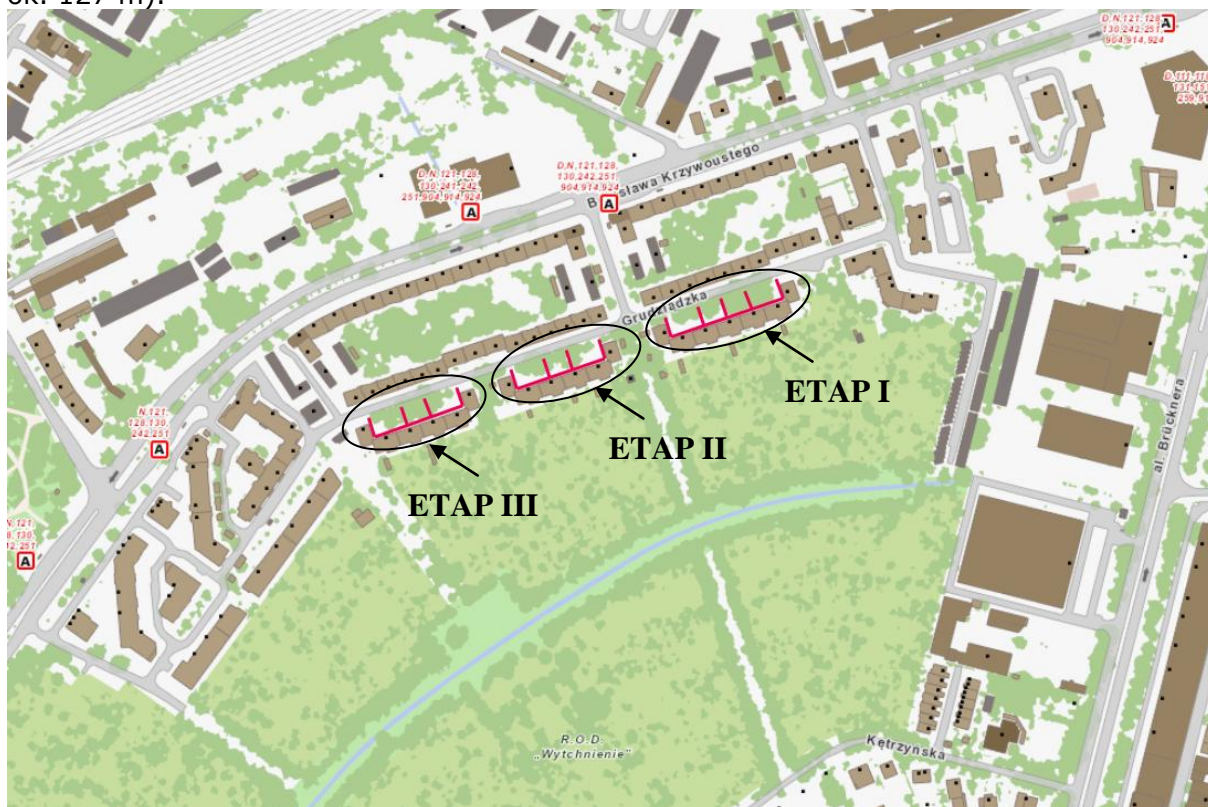 ok. 127 m).
D,N,121-128,
130,242,251,
904,914,924
A
D,N,121-128,
130,241-242,
251,904,914,924
A
D,N,121,128,
130,242,251,
904,914,924
A
Grudziądzka
ETAP I
ETAP II
ETAP III
N,121,
128,130,
242,251
A
A
al. Brücknera
Kętrzyńska
R.O.D.
„Wytchnienie"